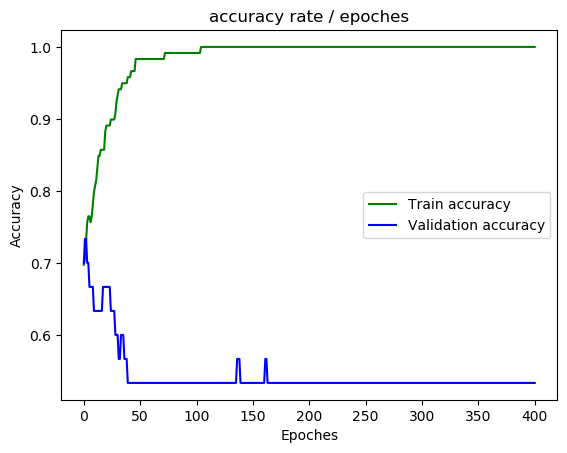 accuracy rate / epoches
1.0
0.9
0.8
0.7
0.6
Accuracy
Train accuracy
Validation accuracy
0 50 100 150 200 250 300 350 400
Epoches